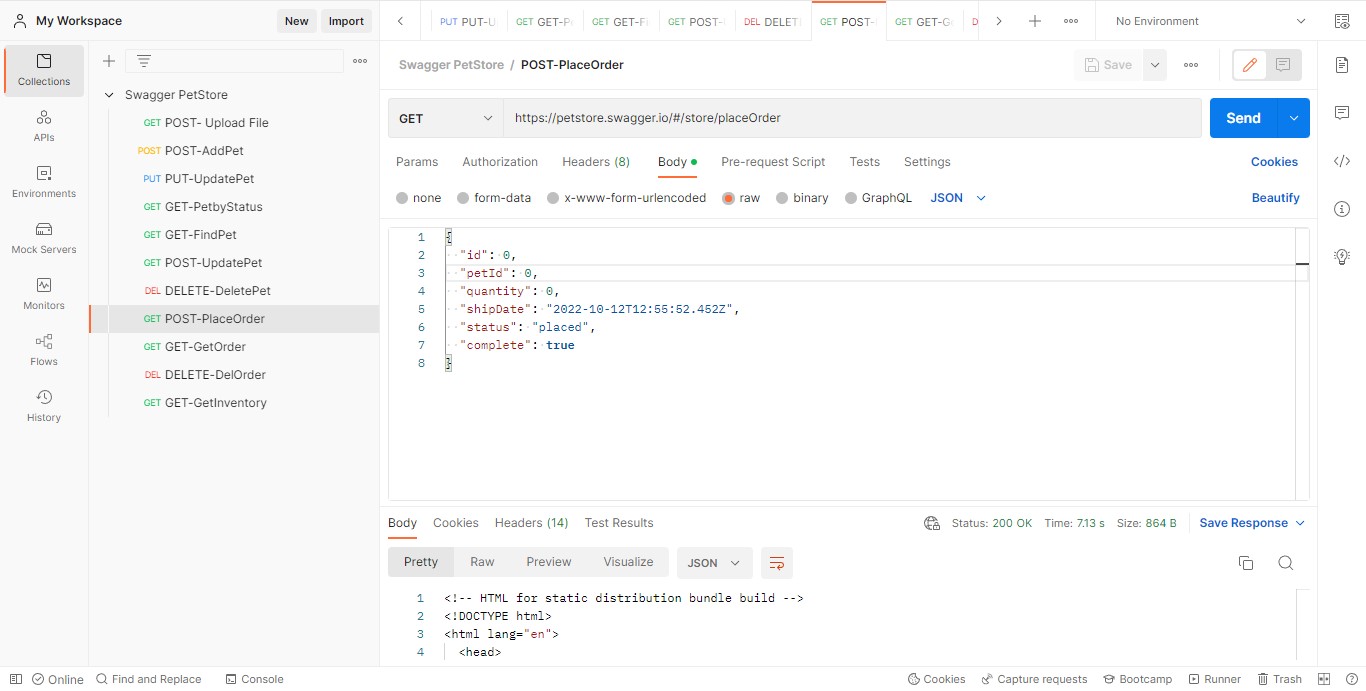 My Workspace
New
Import
PUT PUT-U
GET GET-P
GET GET-Fi
GET POST-
DEL DELET
GET POST-
GET GET-G
D
No Environment
Collections
APIs
Environments
Mock Servers
Monitors
Flows
History
Swagger PetStore
GET POST- Upload File
POST POST-AddPet
PUT PUT-UpdatePet
GET GET-PetbyStatus
GET GET-FindPet
GET POST-UpdatePet
DEL DELETE-DeletePet
GET POST-PlaceOrder
GET GET-GetOrder
DEL DELETE-DelOrder
GET GET-GetInventory
Swagger PetStore / POST-PlaceOrder
Save
GET
https://petstore.swagger.io/#/store/placeOrder
Send
Params Authorization Headers (8) Body Pre-request Script Tests Settings
Cookies
none form-data x-www-form-urlencoded raw binary GraphQL JSON
Beautify
1 {
2 "id": 0,
3 "petId": 0,
4 "quantity": 0,
5 "shipDate": "2022-10-12T12:55:52.452Z",
6 "status": "placed",
7 "complete": true
8 }
Body Cookies Headers (14) Test Results
Status: 200 OK Time: 7.13 s Size: 864 B
Save Response
Pretty Raw Preview Visualize JSON
1 <!-- HTML for static distribution bundle build -->
2 <!DOCTYPE html>
3 <html lang="en">
4 <head>
Online
Find and Replace
Console
Cookies
Capture requests
Bootcamp
Runner
Trash